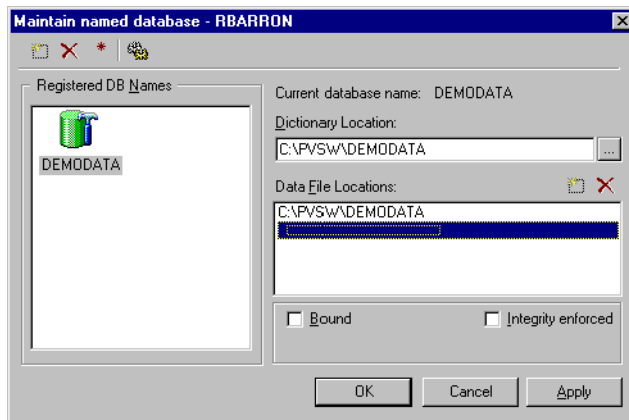 Maintain named database - RBARRON
Registered DB Names
DEMODATA
Current database name: DEMODATA
Dictionary Location:
C:\PVSW\DEMODATA
...
Data File Locations:
C:\PVSW\DEMODATA
Bound
Integrity enforced
OK
Cancel
Apply